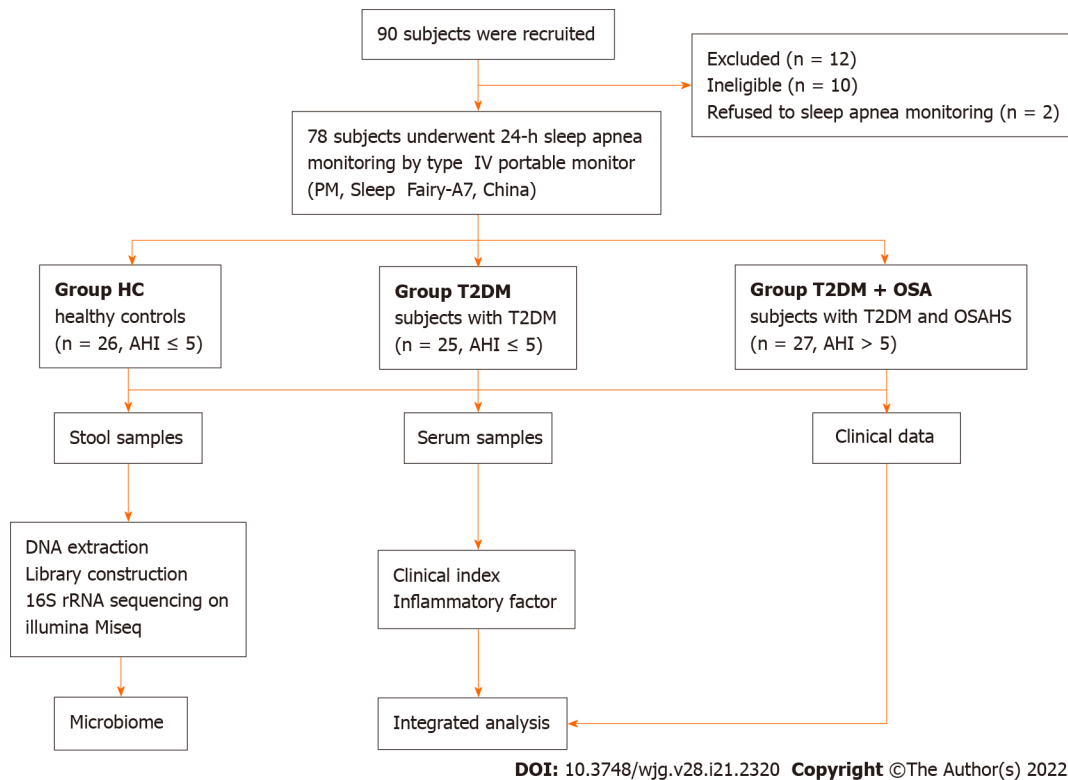 90 subjects were recruited
Excluded (n = 12)
Ineligible (n = 10)
Refused to sleep apnea monitoring (n = 2)
78 subjects underwent 24-h sleep apnea
monitoring by type IV portable monitor
(PM, Sleep Fairy-A7, China)
Group HC
healthy controls
(n = 26, AHI ≤ 5)
Group T2DM
subjects with T2DM
(n = 25, AHI ≤ 5)
Group T2DM + OSA
subjects with T2DM and OSAHS
(n = 27, AHI > 5)
Stool samples
Serum samples
Clinical data
DNA extraction
Library construction
16S rRNA sequencing on
illumina Miseq
Clinical index
Inflammatory factor
Microbiome
Integrated analysis
DOI: 10.3748/wjg.v28.i21.2320 Copyright ©The Author(s) 2022